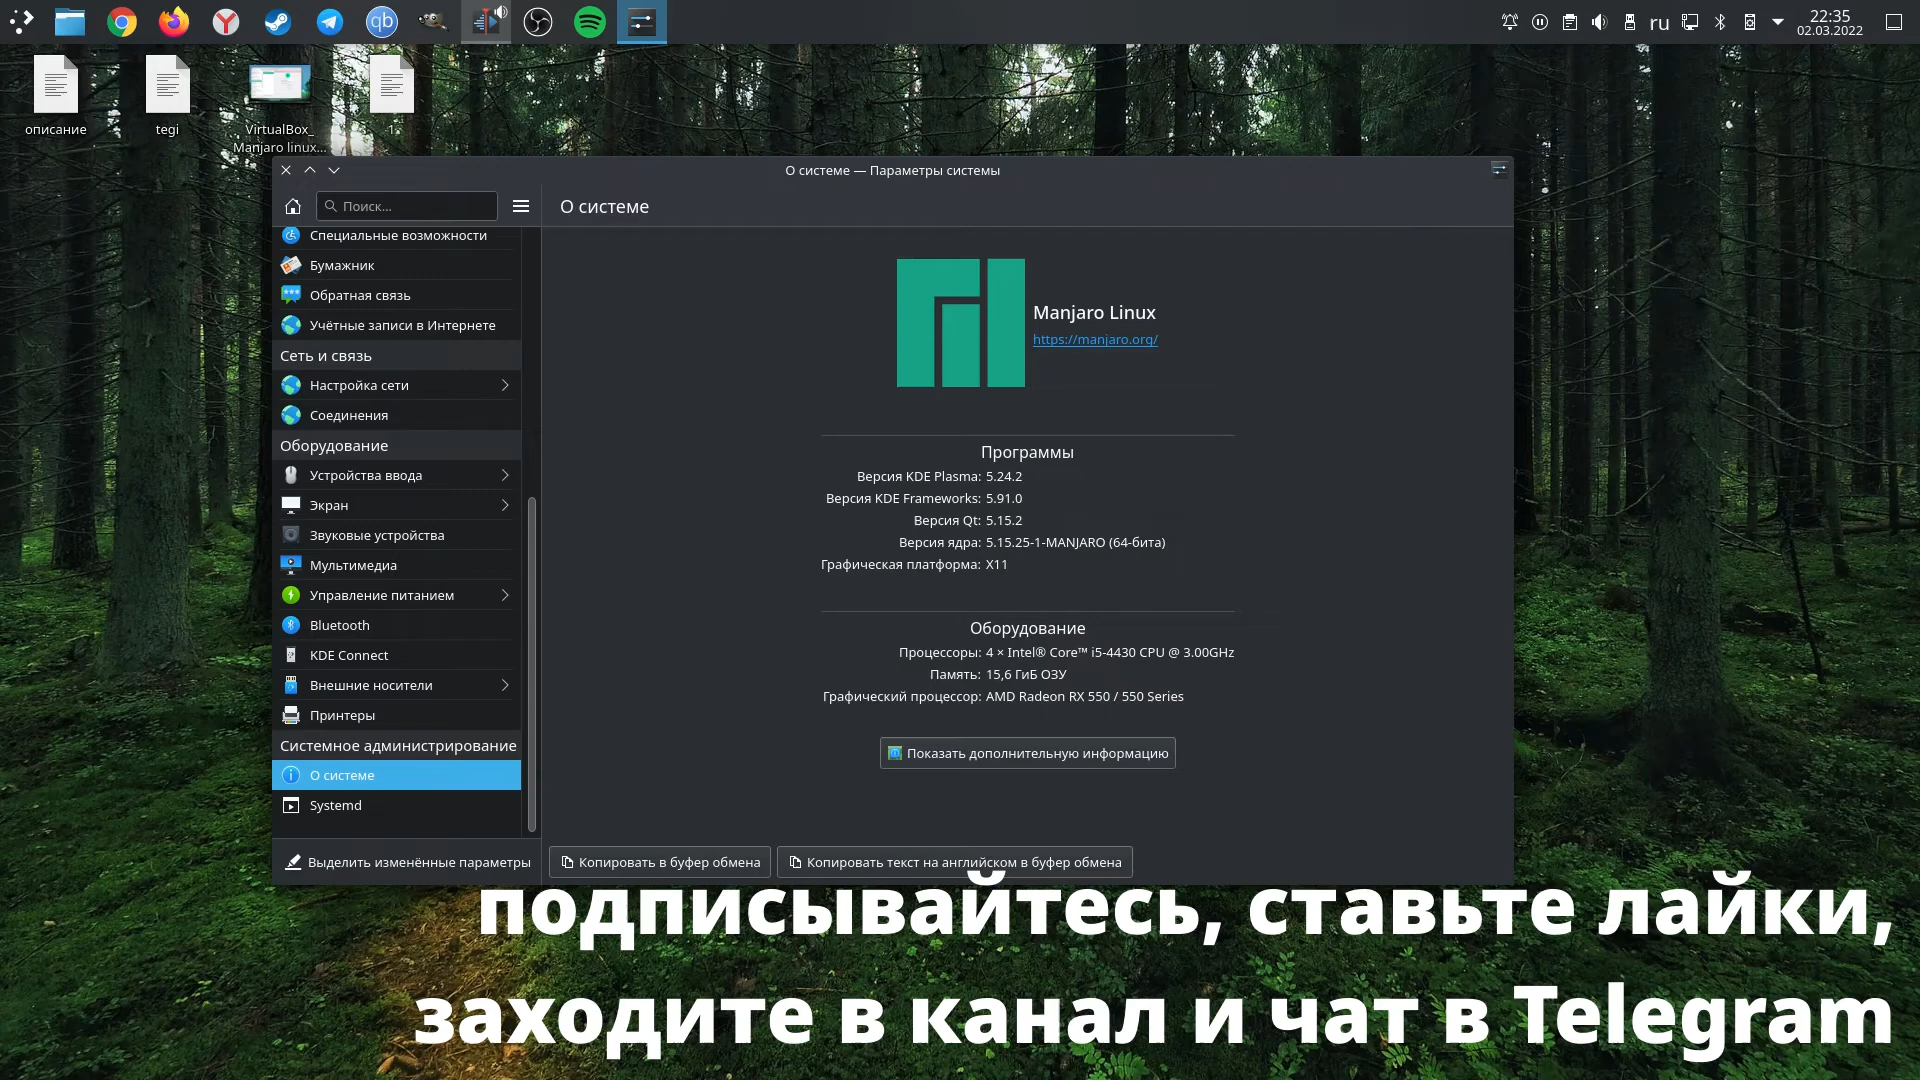 ru
22:35
02.03.2022
описание
tegi
VirtualBox_
Manjaro linux...
1
О системе — Параметры системы
Поиск...
О системе
Специальные возможности
Бумажник
Обратная связь
Учётные записи в Интернете
Сеть и связь
Настройка сети
Соединения
Оборудование
Устройства ввода
Экран
Звуковые устройства
Мультимедиа
Управление питанием
Bluetooth
KDE Connect
Внешние носители
Принтеры
Системное администрирование
О системе
Systemd
Выделить изменённые параметры
Manjaro Linux
https://manjaro.org/
Программы
Версия KDE Plasma: 5.24.2
Версия KDE Frameworks: 5.91.0
Версия Qt: 5.15.2
Версия ядра: 5.15.25-1-MANJARO (64-бита)
Графическая платформа: X11
Оборудование
Процессоры: 4 × Intel® Core™ i5-4430 CPU @ 3.00GHz
Память: 15,6 ГиБ ОЗУ
Графический процессор: AMD Radeon RX 550 / 550 Series
Показать дополнительную информацию
Копировать в буфер обмена
Копировать текст на английском в буфер обмена
подписывайтесь, ставьте лайки,
заходите в канал и чат в Telegram